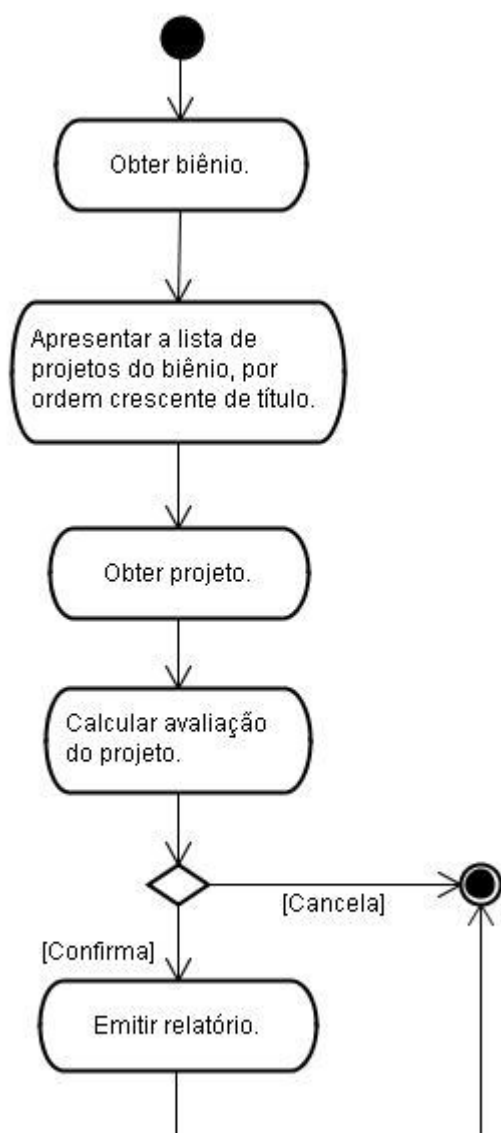 Obter biênio.
Apresentar a lista de
projetos do biênio, por
ordem crescente de título.
Obter projeto.
Calcular avaliação
do projeto.
[Cancela]
[Confirma]
Emitir relatório.